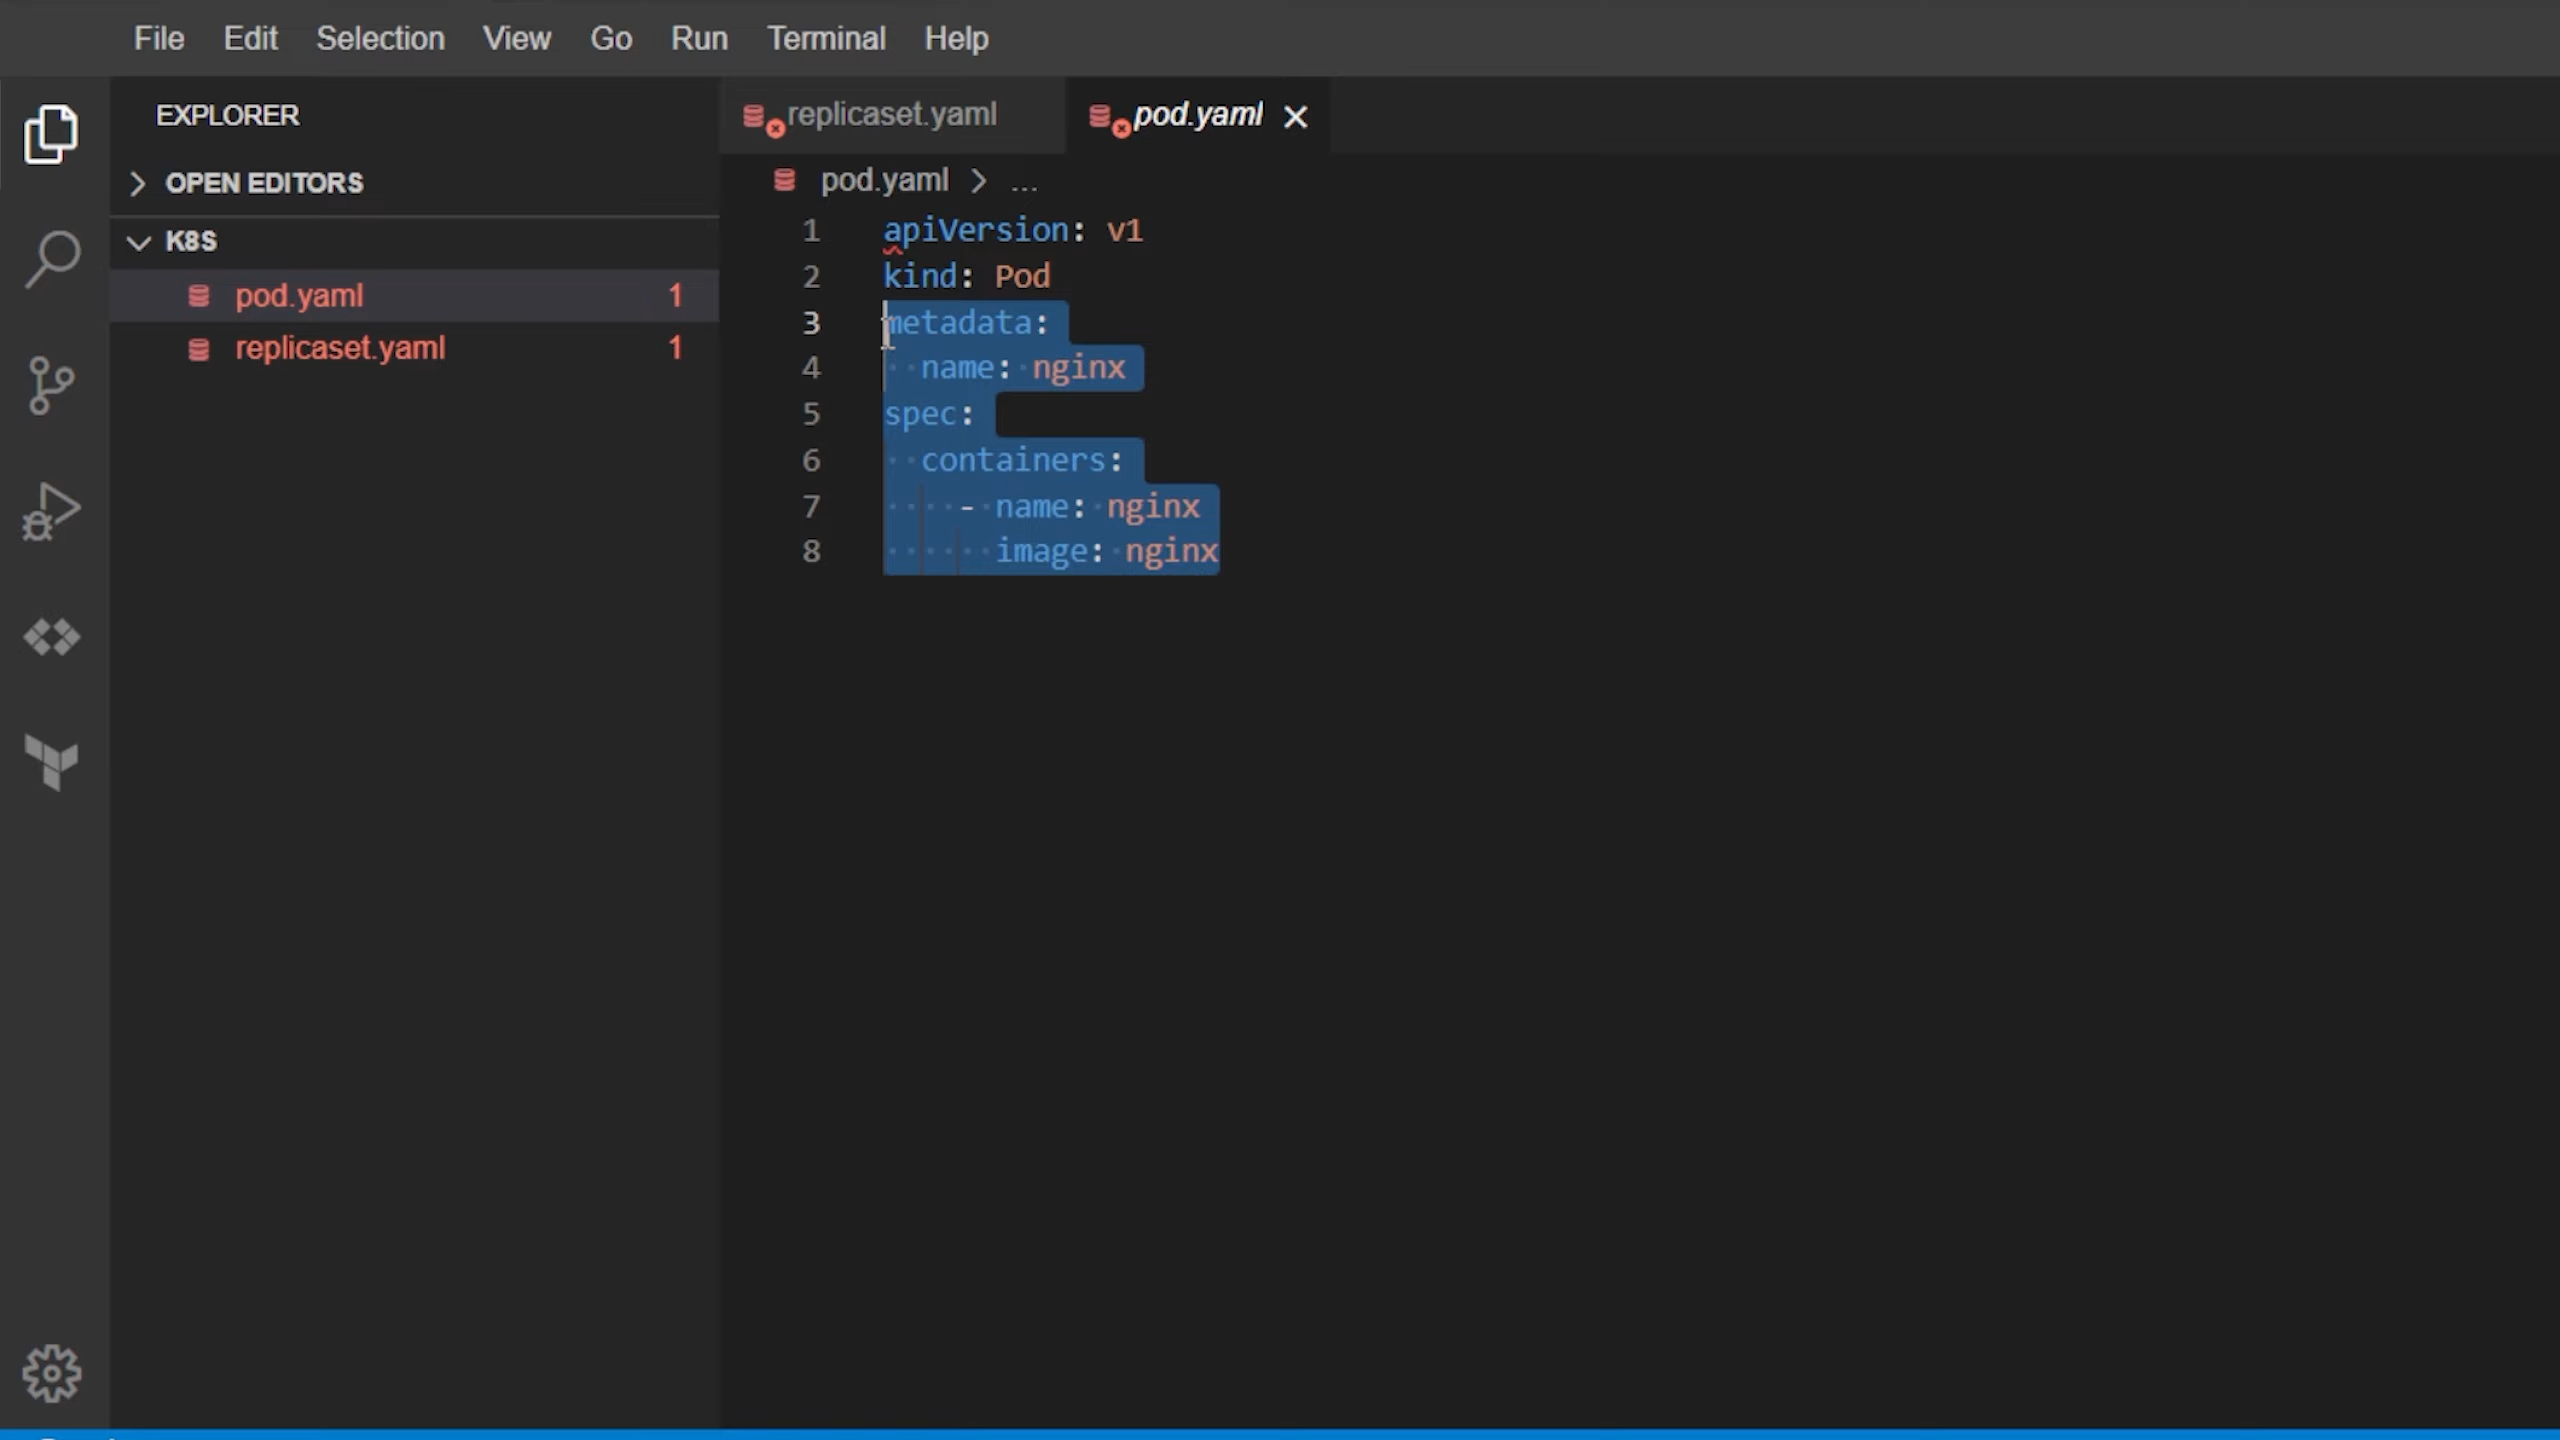 File Edit Selection View Go Run Terminal Help
EXPLORER
OPEN EDITORS
K8S
pod.yaml 1
replicaset.yaml 1
replicaset.yaml pod.yaml
pod.yaml > ...
1 apiVersion: v1
2 kind: Pod
3 metadata:
4   name: nginx
5 spec:
6   containers:
7     - name: nginx
8       image: nginx